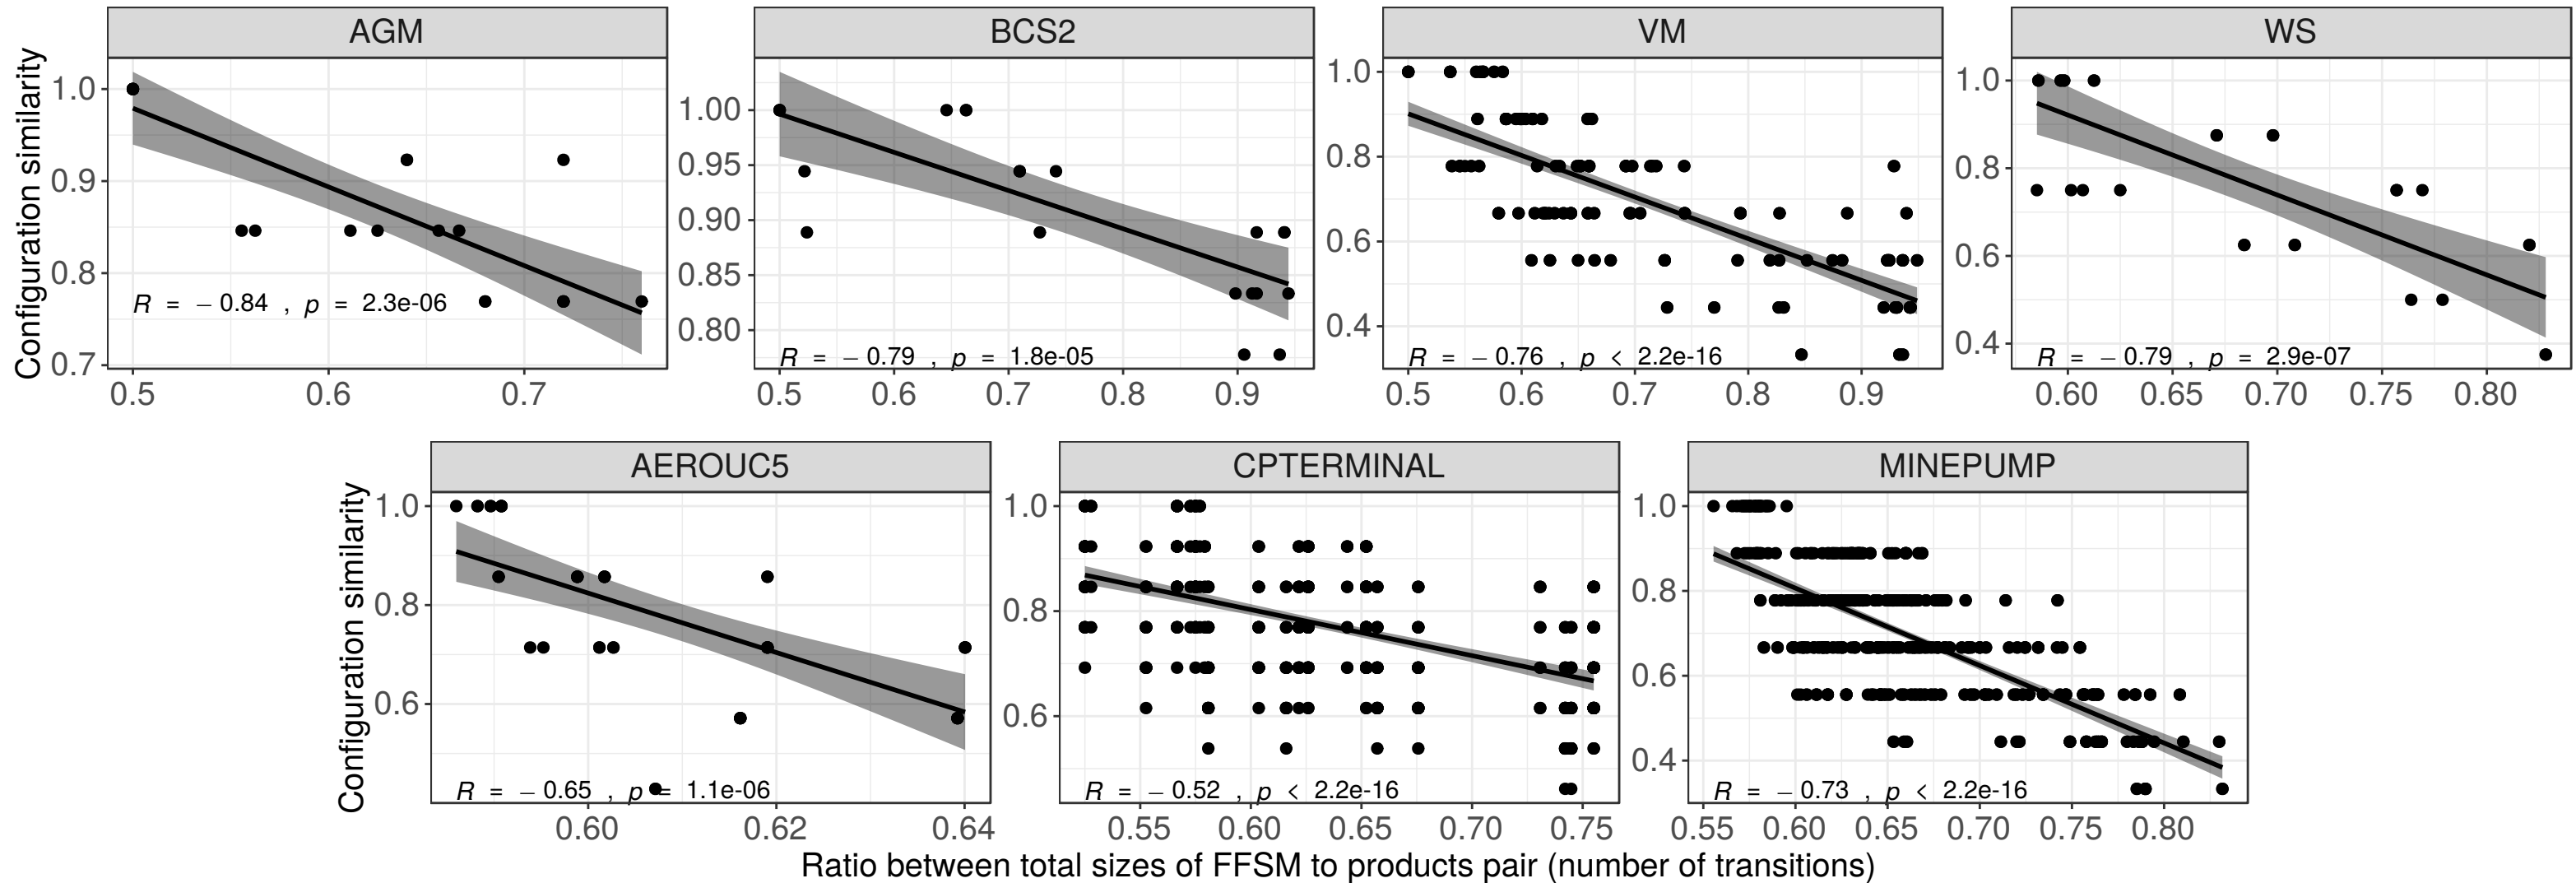 AGM BCS2 VM WS
Configuration similarity
1.0
0.9
0.8
0.7
R = − 0.84 , p = 2.3e-06
0.5 0.6 0.7
1.00
0.95
0.90
0.85
0.80
R = − 0.79 , p = 1.8e-05
0.5 0.6 0.7 0.8 0.9
1.0
0.8
0.6
0.4
R = − 0.76 , p < 2.2e-16
0.5 0.6 0.7 0.8 0.9
1.0
0.8
0.6
0.4
R = − 0.79 , p = 2.9e-07
0.60 0.65 0.70 0.75 0.80
AEROUC5 CPTERMINAL MINEPUMP
Configuration similarity
1.0
0.8
0.6
R = − 0.65 , p = 1.1e-06
0.60 0.62 0.64
1.0
0.8
0.6
R = − 0.52 , p < 2.2e-16
0.55 0.60 0.65 0.70 0.75
1.0
0.8
0.6
0.4
R = − 0.73 , p < 2.2e-16
0.55 0.60 0.65 0.70 0.75 0.80
Ratio between total sizes of FFSM to products pair (number of transitions)